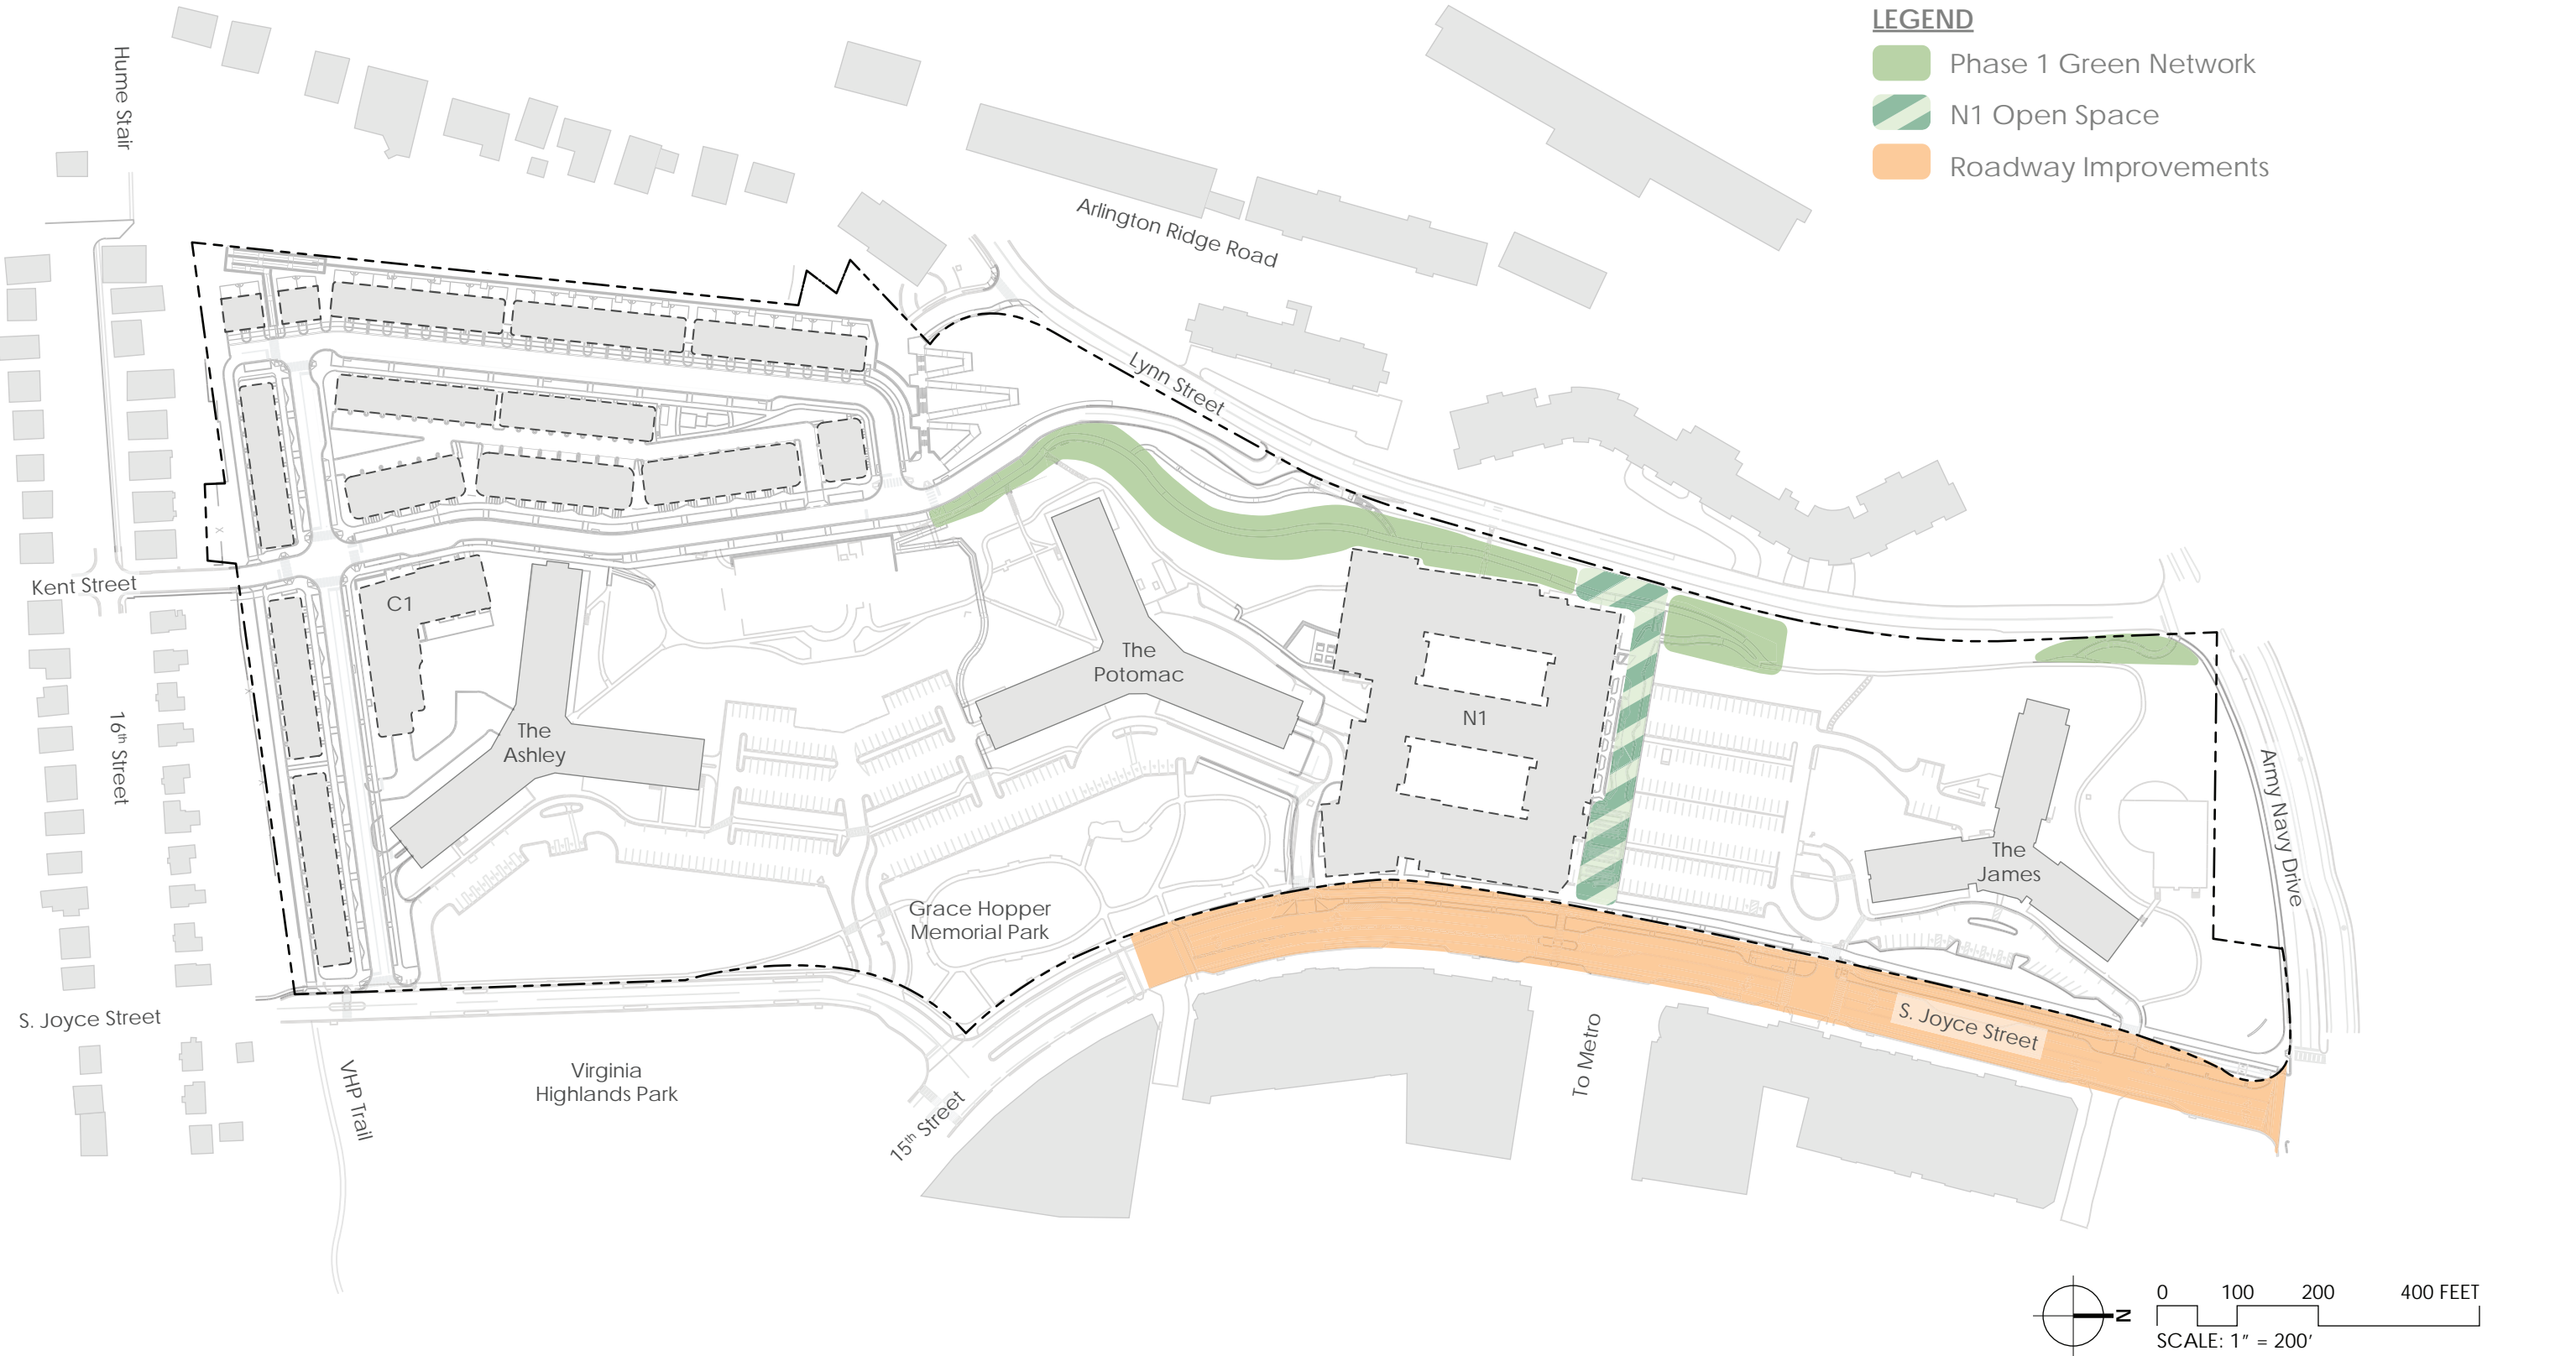 LEGEND
Phase 1 Green Network
N1 Open Space
Roadway Improvements
Hume Stair
Arlington Ridge Road
Lynn Street
Kent Street
C1
The
Potomac
N1
The
Ashley
16th Street
Army Navy Drive
The
James
Grace Hopper
Memorial Park
S. Joyce Street
S. Joyce Street
To Metro
Virginia
Highlands Park
VHP Trail
15th Street
N
0 100 200 400 FEET
SCALE: 1” = 200’